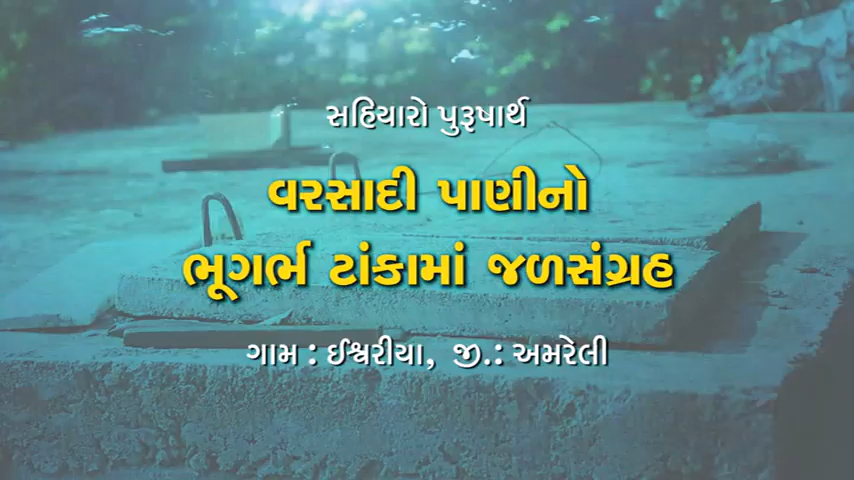 સહિયારો પુરૂષાર્થ
વરસાદી પાણીનો
ભૂગર્ભ ટાંકામાં જળસંગ્રહ
ગામ : ઈશ્વરીયા, જી.: અમરેલી